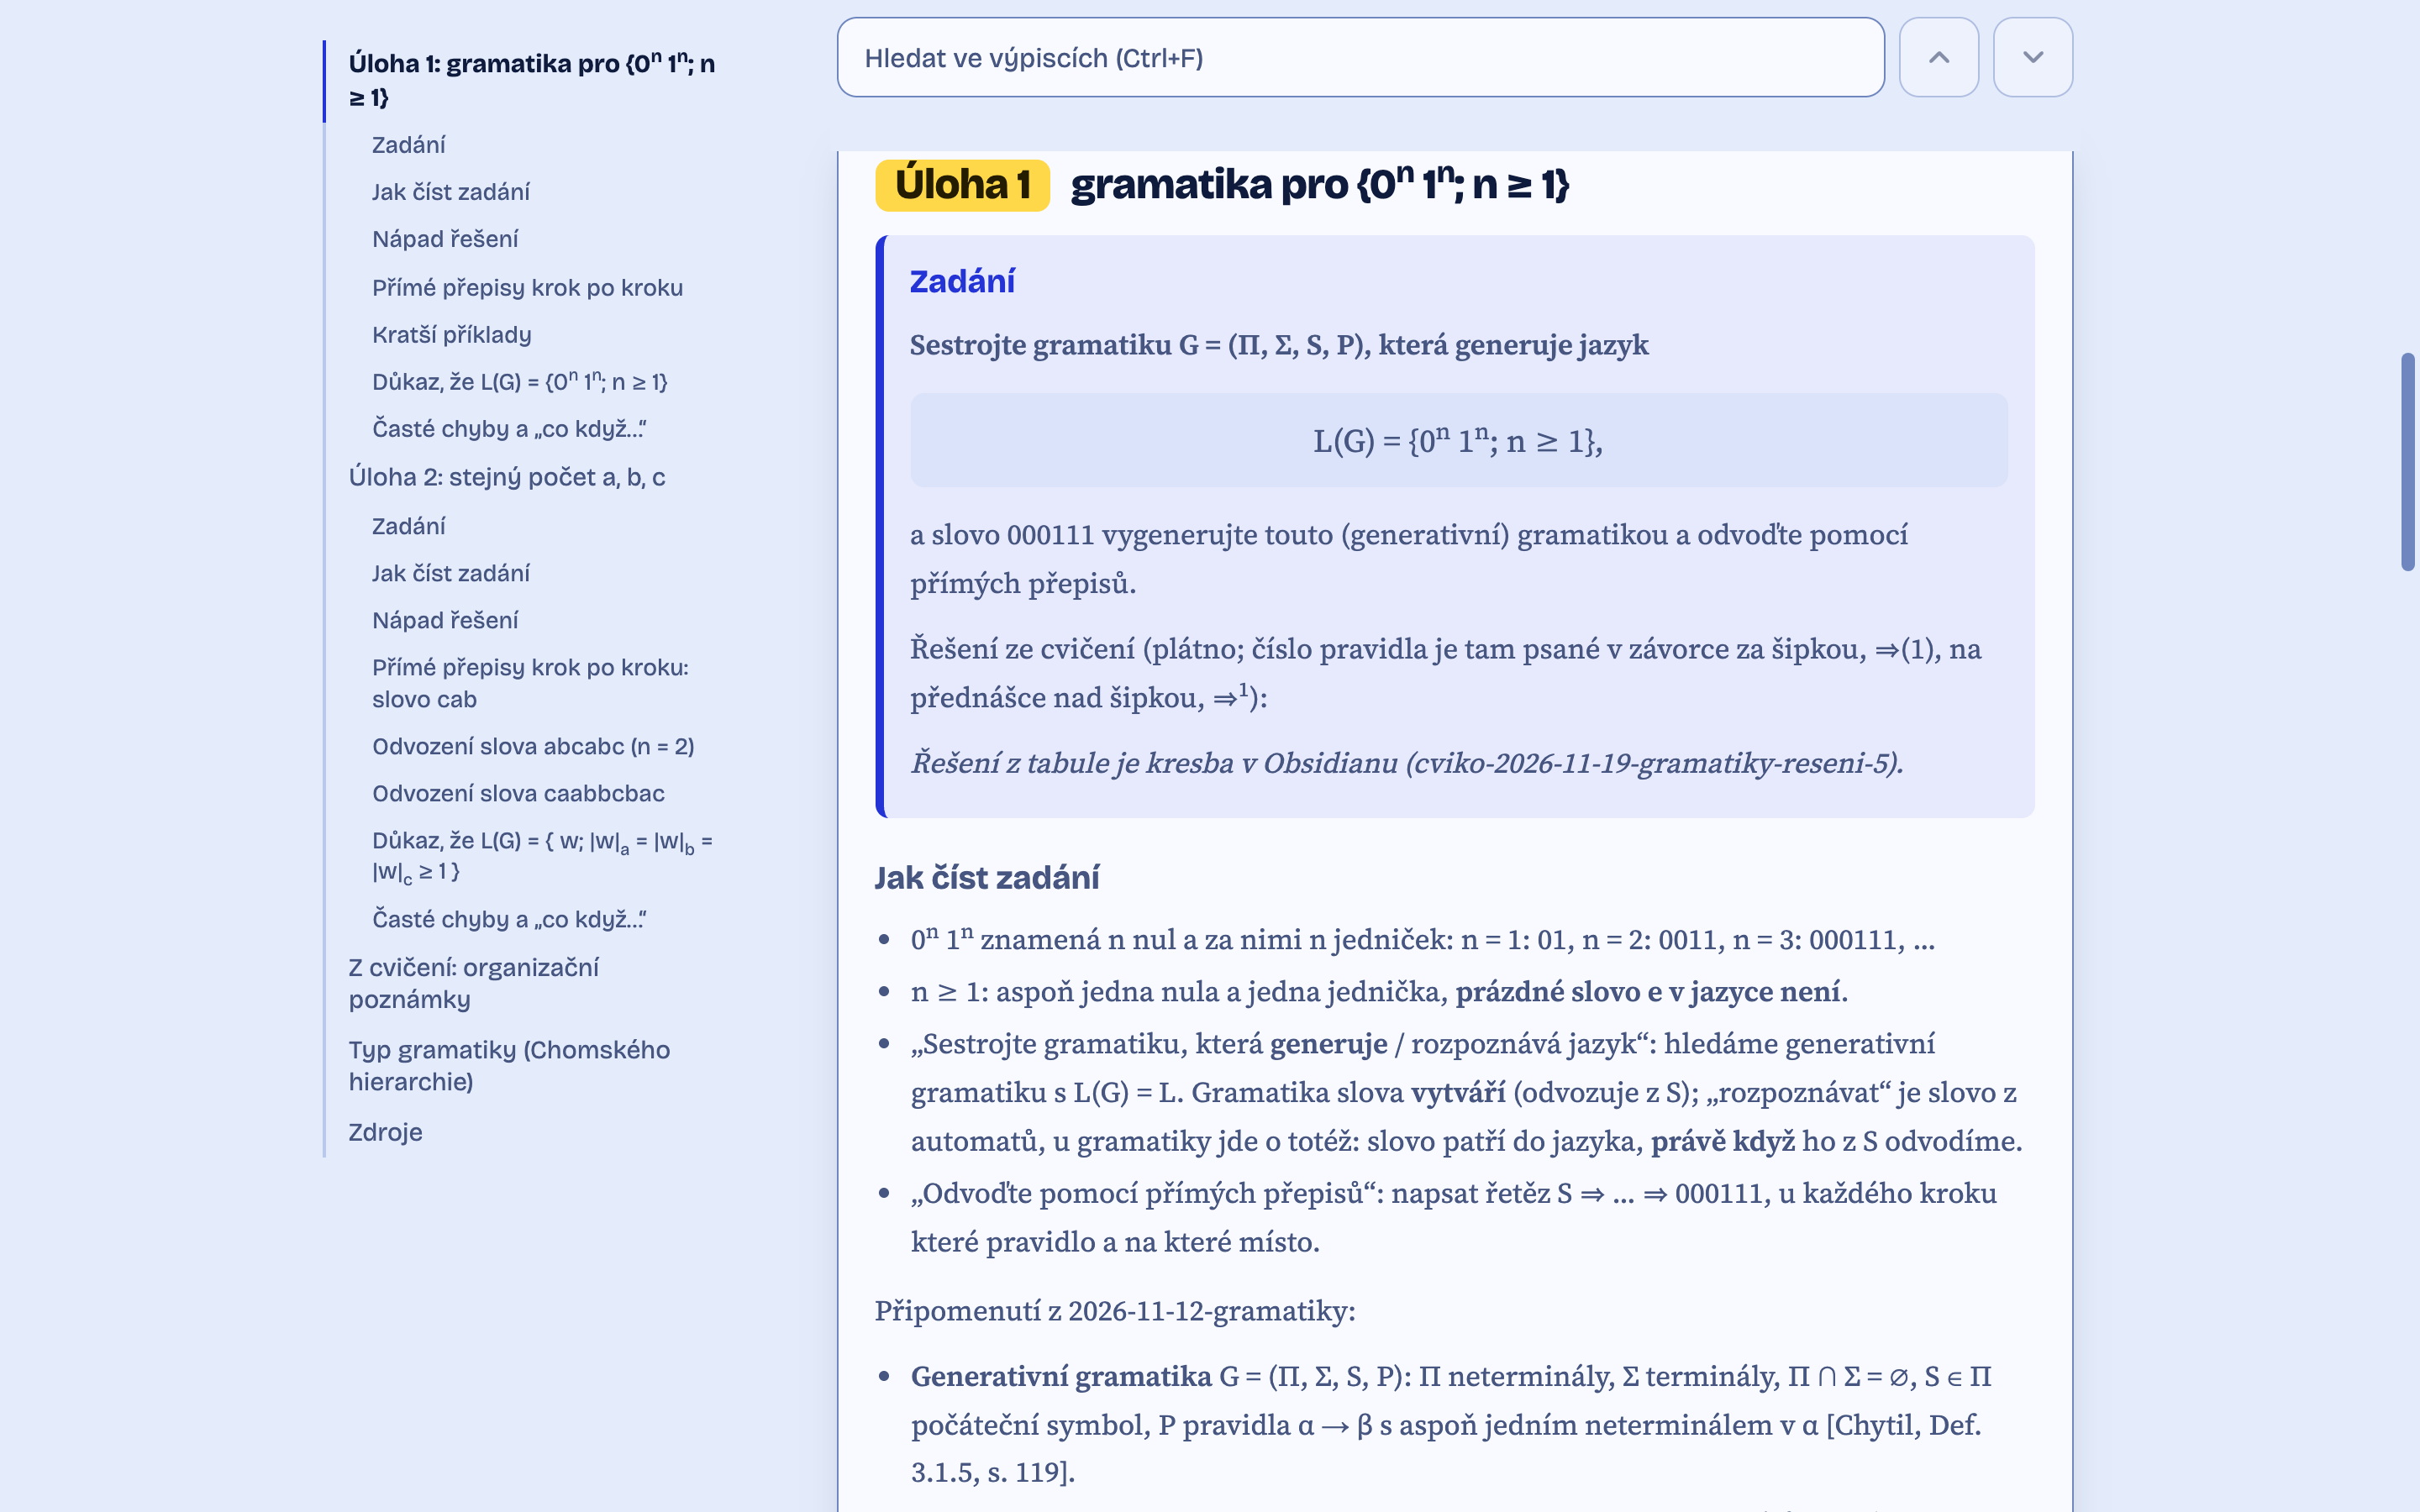 Úloha 1: gramatika pro {0ⁿ 1ⁿ; n
≥ 1}
Zadání
Jak číst zadání
Nápad řešení
Přímé přepisy krok po kroku
Kratší příklady
Důkaz, že L(G) = {0ⁿ 1ⁿ; n ≥ 1}
Časté chyby a „co když…“
Úloha 2: stejný počet a, b, c
Zadání
Jak číst zadání
Nápad řešení
Přímé přepisy krok po kroku:
slovo cab
Odvození slova abcabc (n = 2)
Odvození slova caabbcbac
Důkaz, že L(G) = { w; |w|a = |w|b =
|w|c ≥ 1 }
Časté chyby a „co když…“
Z cvičení: organizační
poznámky
Typ gramatiky (Chomského
hierarchie)
Zdroje
Hledat ve výpiscích (Ctrl+F)
Úloha 1 gramatika pro {0ⁿ 1ⁿ; n ≥ 1}
Zadání
Sestrojte gramatiku G = (Π, Σ, S, P), která generuje jazyk
L(G) = {0ⁿ 1ⁿ; n ≥ 1},
a slovo 000111 vygenerujte touto (generativní) gramatikou a odvoďte pomocí
přímých přepisů.
Řešení ze cvičení (plátno; číslo pravidla je tam psané v závorce za šipkou, ⇒(1), na
přednášce nad šipkou, ⇒¹):
Řešení z tabule je kresba v Obsidianu (cviko-2026-11-19-gramatiky-reseni-5).
Jak číst zadání
• 0ⁿ 1ⁿ znamená n nul a za nimi n jedniček: n = 1: 01, n = 2: 0011, n = 3: 000111, …
• n ≥ 1: aspoň jedna nula a jedna jednička, prázdné slovo e v jazyce není.
• „Sestrojte gramatiku, která generuje / rozpoznává jazyk“: hledáme generativní
gramatiku s L(G) = L. Gramatika slova vytváří (odvozuje z S); „rozpoznávat“ je slovo z
automatů, u gramatiky jde o totéž: slovo patří do jazyka, právě když ho z S odvodíme.
• „Odvoďte pomocí přímých přepisů“: napsat řetěz S ⇒ … ⇒ 000111, u každého kroku
které pravidlo a na které místo.
Připomenutí z 2026-11-12-gramatiky:
• Generativní gramatika G = (Π, Σ, S, P): Π neterminály, Σ terminály, Π ∩ Σ = ∅, S ∈ Π
počáteční symbol, P pravidla α → β s aspoň jedním neterminálem v α [Chytil, Def.
3.1.5, s. 119].